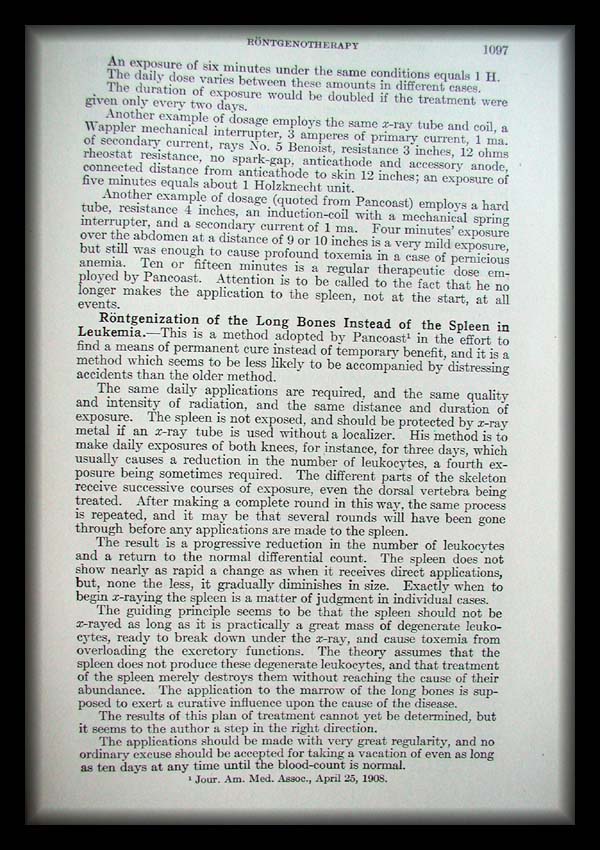 RÖNTGENOTHERAPY 1097
An exposure of six minutes under the same conditions equals 1 H.
The daily dose varies between these amounts in different cases.
The duration of exposure would be doubled if the treatment were
given only every two days.
Another example of dosage employs the same x-ray tube and coil, a
Wappler mechanical interrupter, 3 amperes of primary current, 1 ma.
of secondary current, rays No. 5 Benoist, resistance 3 inches, 12 ohms
rheostat resistance, no spark-gap, anticathode and accessory anode,
connected distance from anticathode to skin 12 inches; an exposure of
five minutes equals about 1 Holzknecht unit.
Another example of dosage (quoted from Pancoast) employs a hard
tube, resistance 4 inches, an induction-coil with a mechanical spring
interrupter, and a secondary current of 1 ma. Four minutes' exposure
over the abdomen at a distance of 9 or 10 inches is a very mild exposure,
but still was enough to cause profound toxemia in a case of pernicious
anemia. Ten or fifteen minutes is a regular therapeutic dose em-
ployed by Pancoast. Attention is to be called to the fact that he no
longer makes the application to the spleen, not at the start, at all
events.
Röntgenization of the Long Bones Instead of the Spleen in
Leukemia.—This is a method adopted by Pancoast¹ in the effort to
find a means of permanent cure instead of temporary benefit, and it is a
method which seems to be less likely to be accompanied by distressing
accidents than the older method.
The same daily applications are required, and the same quality
and intensity of radiation, and the same distance and duration of
exposure. The spleen is not exposed, and should be protected by x-ray
metal if an x-ray tube is used without a localizer. His method is to
make daily exposures of both knees, for instance, for three days, which
usually causes a reduction in the number of leukocytes, a fourth ex-
posure being sometimes required. The different parts of the skeleton
receive successive courses of exposure, even the dorsal vertebra being
treated. After making a complete round in this way, the same process
is repeated, and it may be that several rounds will have been gone
through before any applications are made to the spleen.
The result is a progressive reduction in the number of leukocytes
and a return to the normal differential count. The spleen does not
show nearly as rapid a change as when it receives direct applications,
but, none the less, it gradually diminishes in size. Exactly when to
begin x-raying the spleen is a matter of judgment in individual cases.
The guiding principle seems to be that the spleen should not be
x-rayed as long as it is practically a great mass of degenerate leuko-
cytes, ready to break down under the x-ray, and cause toxemia from
overloading the excretory functions. The theory assumes that the
spleen does not produce these degenerate leukocytes, and that treatment
of the spleen merely destroys them without reaching the cause of their
abundance. The application to the marrow of the long bones is sup-
posed to exert a curative influence upon the cause of the disease.
The results of this plan of treatment cannot yet be determined, but
it seems to the author a step in the right direction.
The applications should be made with very great regularity, and no
ordinary excuse should be accepted for taking a vacation of even as long
as ten days at any time until the blood-count is normal.
¹ Jour. Am. Med. Assoc., April 25, 1908.